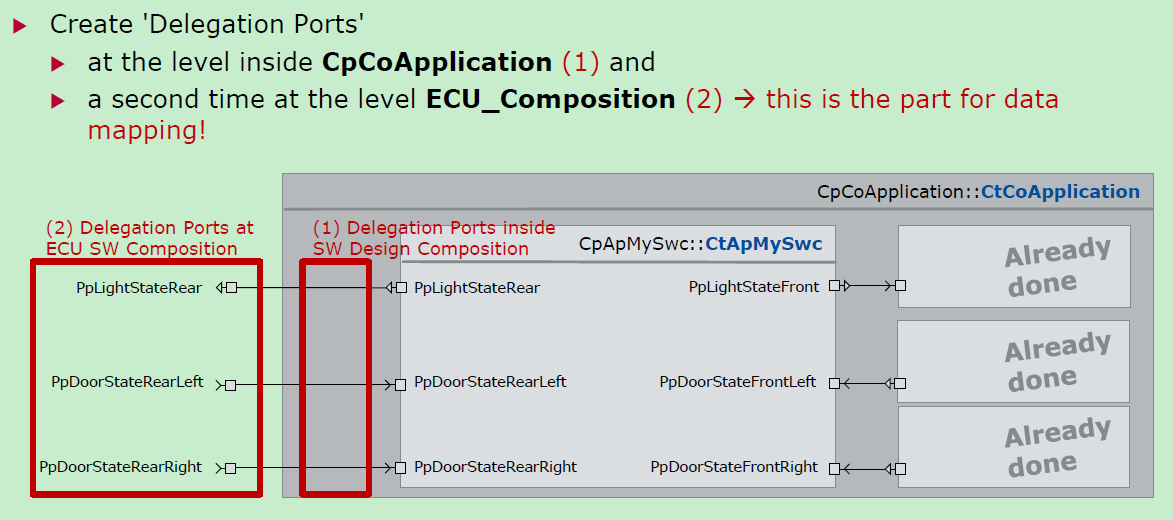 Create 'Delegation Ports'
at the level inside CpCoApplication (1) and
a second time at the level ECU_Composition (2) → this is the part for data
mapping!
CpCoApplication::CtCoApplication
(2) Delegation Ports at
ECU SW Composition
(1) Delegation Ports inside
SW Design Composition
CpApMySwc::CtApMySwc
Already
done
PpLightStateRear
PpLightStateRear
PpLightStateFront
Already
done
PpDoorStateRearLeft
PpDoorStateRearLeft
PpDoorStateFrontLeft
Already
done
PpDoorStateRearRight
PpDoorStateRearRight
PpDoorStateFrontRight